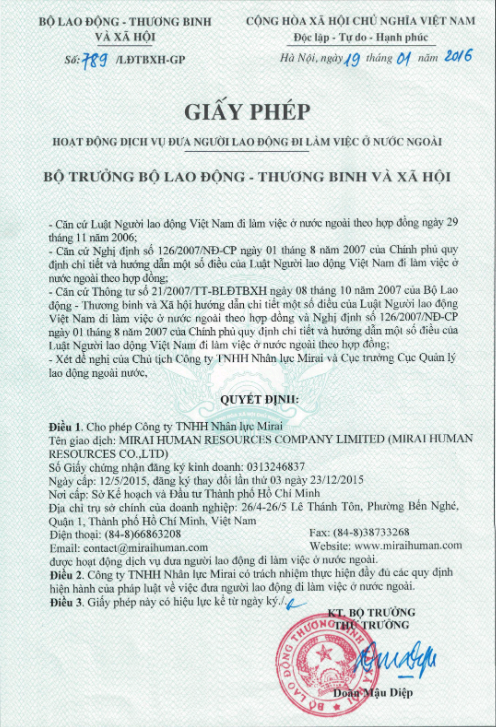 BỘ LAO ĐỘNG - THƯƠNG BINH
VÀ XÃ HỘI
Số: 789 /LĐTBXH-GP
CỘNG HÒA XÃ HỘI CHỦ NGHĨA VIỆT NAM
Độc lập - Tự do - Hạnh phúc
Hà Nội, ngày 19 tháng 01 năm 2016
GIẤY PHÉP
HOẠT ĐỘNG DỊCH VỤ ĐƯA NGƯỜI LAO ĐỘNG ĐI LÀM VIỆC Ở NƯỚC NGOÀI
BỘ TRƯỞNG BỘ LAO ĐỘNG - THƯƠNG BINH VÀ XÃ HỘI
- Căn cứ Luật Người lao động Việt Nam đi làm việc ở nước ngoài theo hợp đồng ngày 29
tháng 11 năm 2006;
- Căn cứ Nghị định số 126/2007/NĐ-CP ngày 01 tháng 8 năm 2007 của Chính phủ quy
định chi tiết và hướng dẫn một số điều của Luật Người lao động Việt Nam đi làm việc ở
nước ngoài theo hợp đồng;
- Căn cứ Thông tư số 21/2007/TT-BLĐTBXH ngày 08 tháng 10 năm 2007 của Bộ Lao
động - Thương binh và Xã hội hướng dẫn chi tiết một số điều của Luật Người lao động
Việt Nam đi làm việc ở nước ngoài theo hợp đồng và Nghị định số 126/2007/NĐ-CP
ngày 01 tháng 8 năm 2007 của Chính phủ quy định chi tiết và hướng dẫn một số điều của
Luật Người lao động Việt Nam đi làm việc ở nước ngoài theo hợp đồng;
- Xét đề nghị của Chủ tịch Công ty TNHH Nhân lực Mirai và Cục trưởng Cục Quản lý
lao động ngoài nước,
QUYẾT ĐỊNH:
Điều 1. Cho phép Công ty TNHH Nhân lực Mirai
Tên giao dịch: MIRAI HUMAN RESOURCES COMPANY LIMITED (MIRAI HUMAN
RESOURCES CO.,LTD)
Số Giấy chứng nhận đăng ký kinh doanh: 0313246837
Ngày cấp: 12/5/2015, đăng ký thay đổi lần thứ 03 ngày 23/12/2015
Nơi cấp: Sở Kế hoạch và Đầu tư Thành phố Hồ Chí Minh
Địa chỉ trụ sở chính của doanh nghiệp: 26/4-26/5 Lê Thánh Tôn, Phường Bến Nghé,
Quận 1, Thành phố Hồ Chí Minh, Việt Nam
Điện thoại: (84-8)66863208 Fax: (84-8)38733268
Email: contact@miraihuman.com Website: www.miraihuman.com
được hoạt động dịch vụ đưa người lao động đi làm việc ở nước ngoài.
Điều 2. Công ty TNHH Nhân lực Mirai có trách nhiệm thực hiện đầy đủ các quy định
hiện hành của pháp luật về việc đưa người lao động đi làm việc ở nước ngoài.
Điều 3. Giấy phép này có hiệu lực kể từ ngày ký./.
KT. BỘ TRƯỞNG
THỨ TRƯỞNG
BỘ LAO ĐỘNG THƯƠNG BINH VÀ XÃ HỘI
Doãn Mậu Diệp